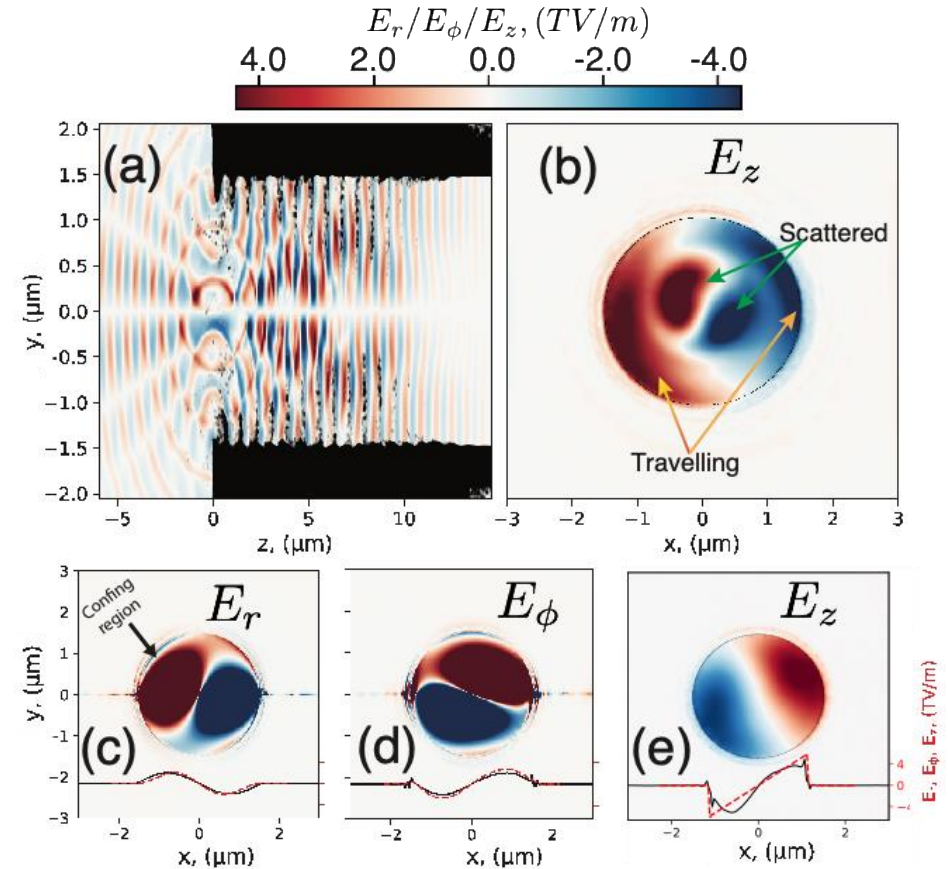 E_r/E_ϕ/E_z, (TV/m)
4.0 2.0 0.0 -2.0 -4.0
2.0
1.5
1.0
0.5
0.0
−0.5
−1.0
−1.5
−2.0
y, (μm)
(a)
−5 0 5 10
z, (μm)
(b)
E_z
Scattered
Travelling
−3 −2 −1 0 1 2 3
x, (μm)
3
2
1
0
-1
−2
−3
y, (μm)
Confing
region
E_r
(c)
−2 0 2
x, (μm)
E_ϕ
(d)
−2 0 2
x, (μm)
E_z
(e)
−2 0 2
x, (μm)
4
0
E_ϕ, E_z, (TV/m)